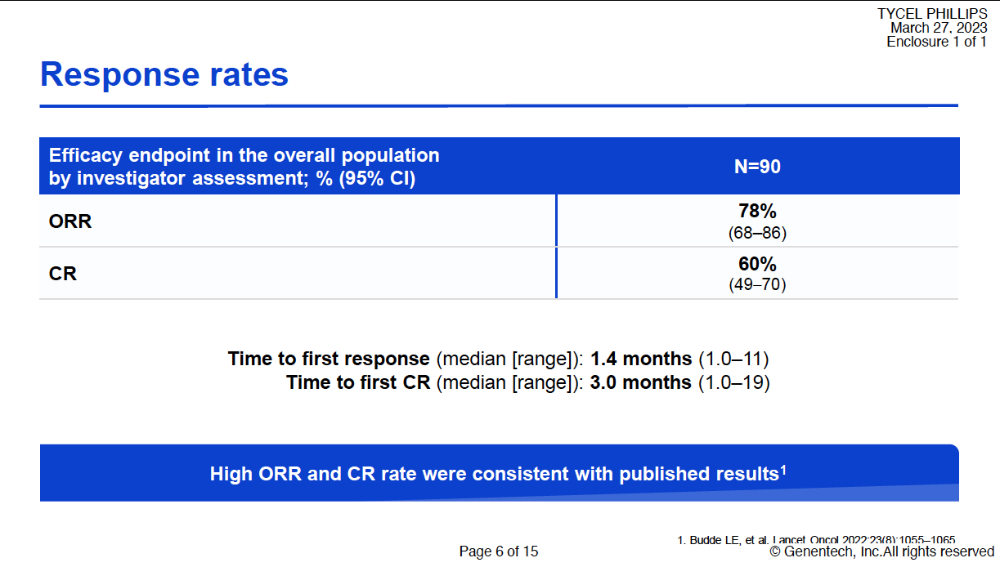 TYCEL PHILLIPS
March 27, 2023
Enclosure 1 of 1
Response rates
Efficacy endpoint in the overall population
by investigator assessment; % (95% CI)
N=90
ORR
78%
(68–86)
CR
60%
(49–70)
Time to first response (median [range]): 1.4 months (1.0–11)
Time to first CR (median [range]): 3.0 months (1.0–19)
High ORR and CR rate were consistent with published results1
1. Budde LE, et al. Lancet Oncol 2022;23(8):1055–1065
Page 6 of 15
© Genentech, Inc.All rights reserved